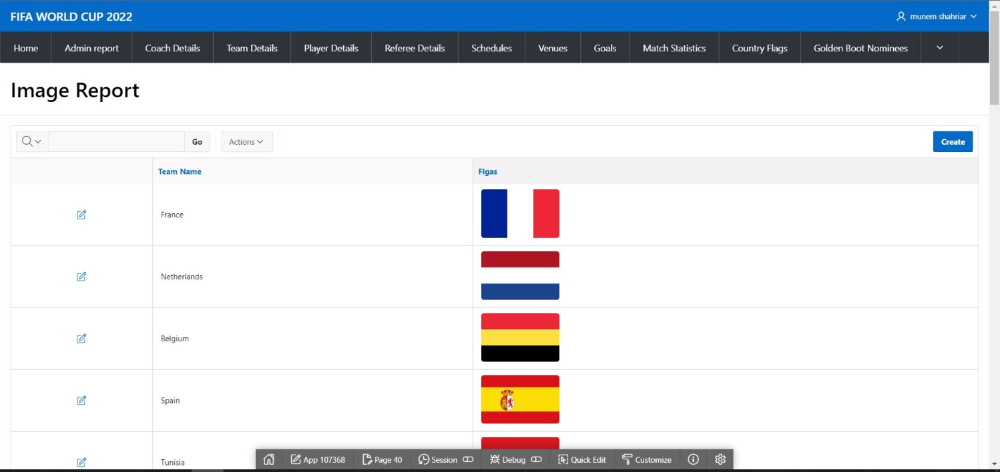 FIFA WORLD CUP 2022 munem shahriar
Home Admin report Coach Details Team Details Player Details Referee Details Schedules Venues Goals Match Statistics Country Flags Golden Boot Nominees
Image Report
Go Actions Create
Team Name Flgas
France
Netherlands
Belgium
Spain
Tunisia
App 107368 Page 40 Session Debug Quick Edit Customize